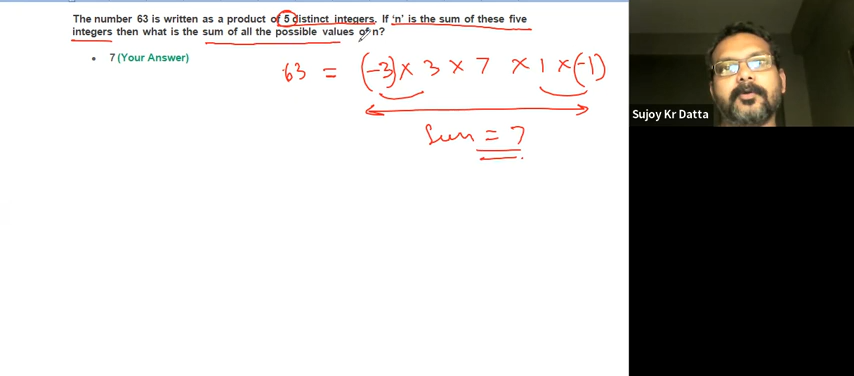 The number 63 is written as a product of 5 distinct integers. If 'n' is the sum of these five
integers then what is the sum of all the possible values of n?
• 7 (Your Answer)
63 = (-3) × 3 × 7 × 1 × (-1)
Sum = 7
Sujoy Kr Datta